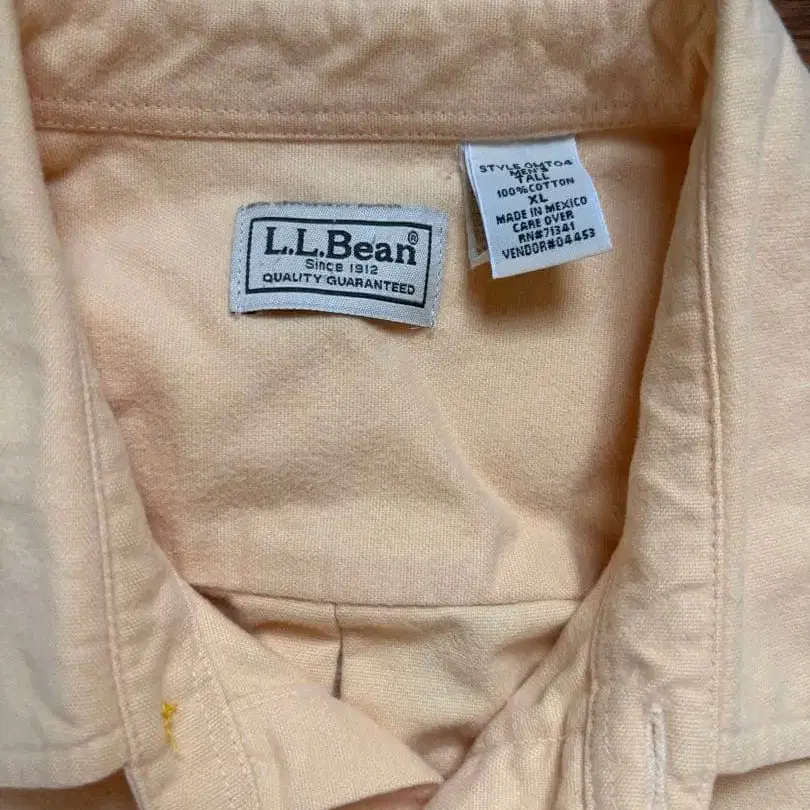 L.L.Bean®
Since 1912
QUALITY GUARANTEED
STYLE OMT04
MEN'S
TALL
100% COTTON
XL
MADE IN MEXICO
CARE OVER
RN#71341
VENDOR#04453